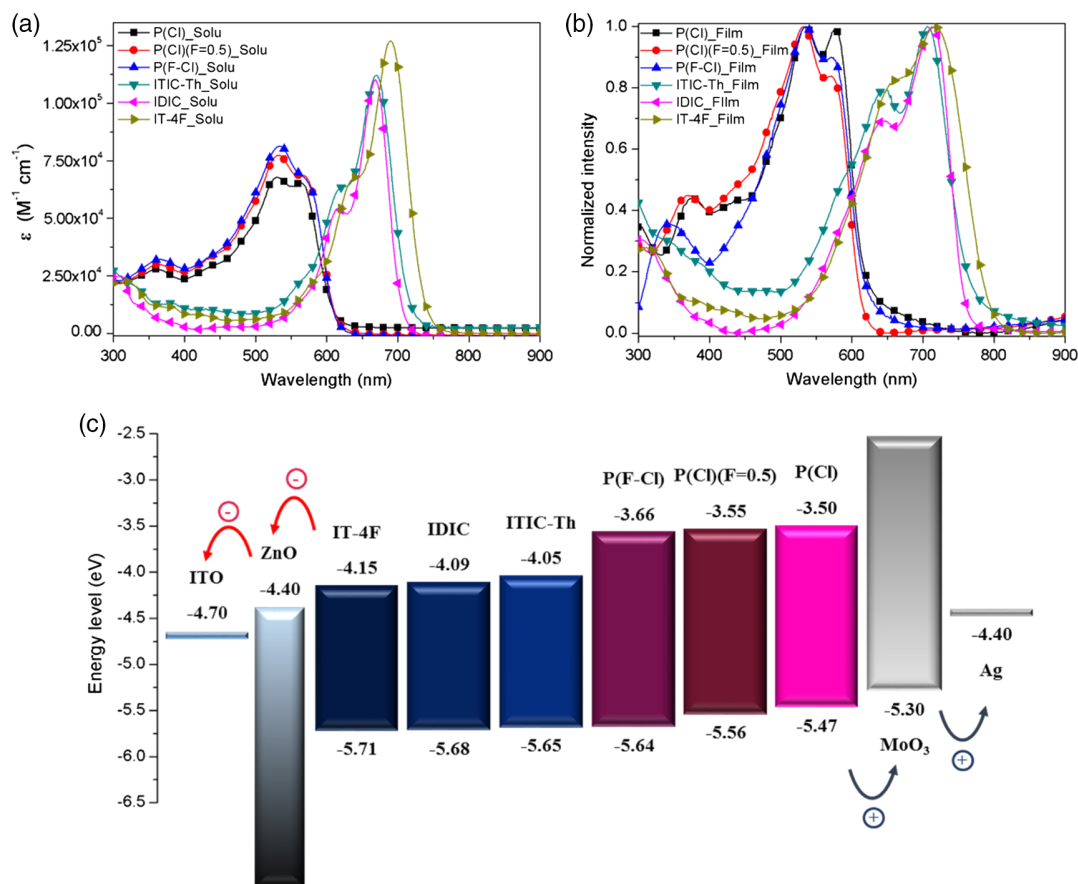 (a)
P(Cl)_Solu
P(Cl)(F=0.5)_Solu
P(F-Cl)_Solu
ITIC-Th_Solu
IDIC_Solu
IT-4F_Solu
1.25x10⁵
1.00x10⁵
7.50x10⁴
5.00x10⁴
2.50x10⁴
0.00
ε (M⁻¹ cm⁻¹)
300 400 500 600 700 800 900
Wavelength (nm)
(b)
P(Cl)_Film
P(Cl)(F=0.5)_Film
P(F-Cl)_Film
ITIC-Th_Film
IDIC_FIlm
IT-4F_Film
1.0
0.8
0.6
0.4
0.2
0.0
Normalized intensity
300 400 500 600 700 800 900
Wavelength (nm)
(c)
-2.5
-3.0
-3.5
-4.0
-4.5
-5.0
-5.5
-6.0
-6.5
Energy level (eV)
ITO
-4.70
ZnO
-4.40
IT-4F
-4.15
-5.71
IDIC
-4.09
-5.68
ITIC-Th
-4.05
-5.65
P(F-Cl)
-3.66
-5.64
P(Cl)(F=0.5)
-3.55
-5.56
P(Cl)
-3.50
-5.47
-5.30
MoO₃
-4.40
Ag
-
-
+
+